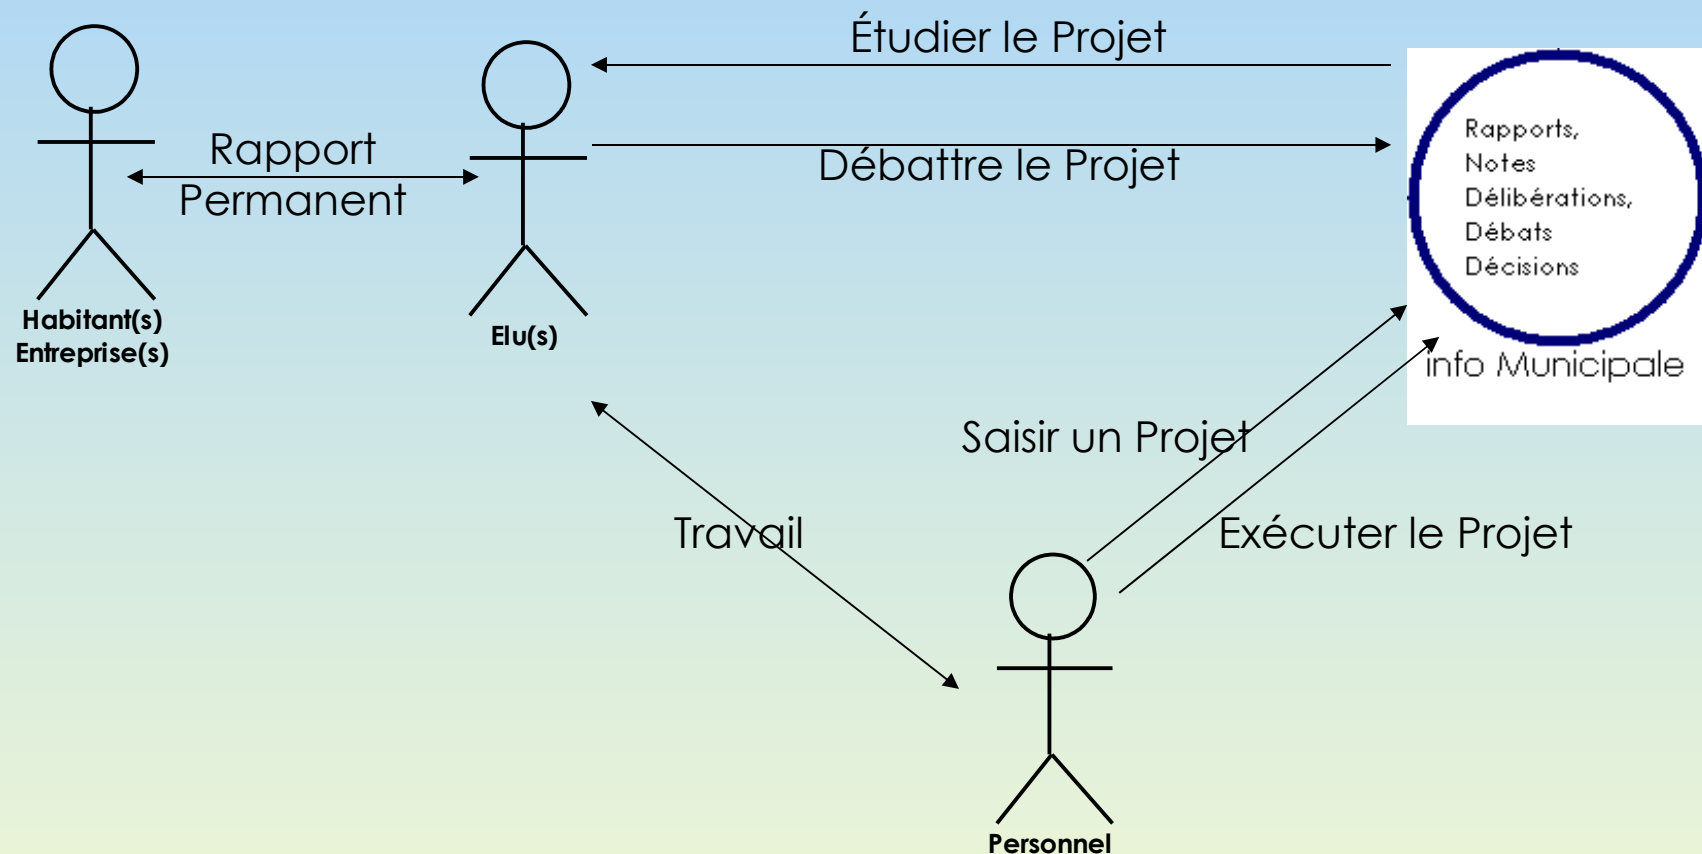 Étudier le Projet
Rapport
Permanent
Débattre le Projet
Rapports,
Notes
Délibérations,
Débats
Décisions
info Municipale
Habitant(s)
Entreprise(s)
Elu(s)
Saisir un Projet
Travail
Exécuter le Projet
Personnel